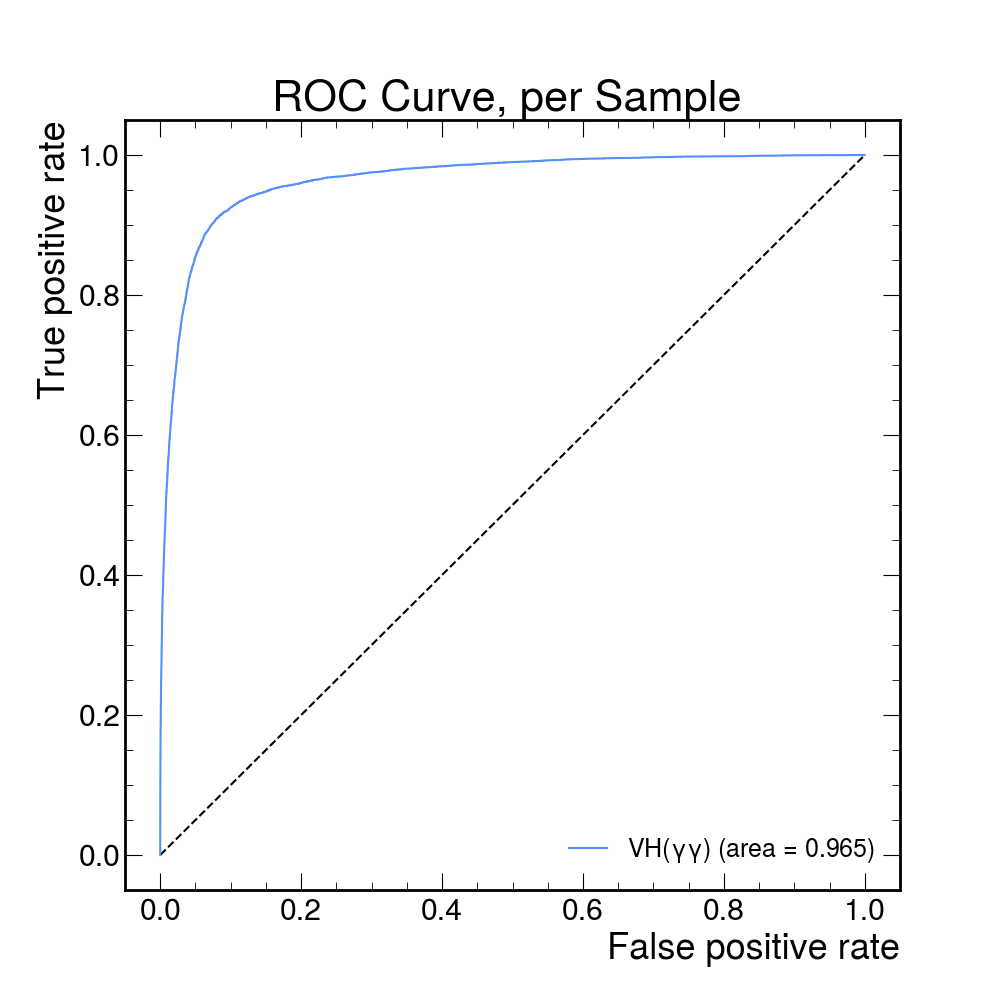 ROC Curve, per Sample
True positive rate
1.0
0.8
0.6
0.4
0.2
0.0
VH(γγ) (area = 0.965)
0.0 0.2 0.4 0.6 0.8 1.0
False positive rate